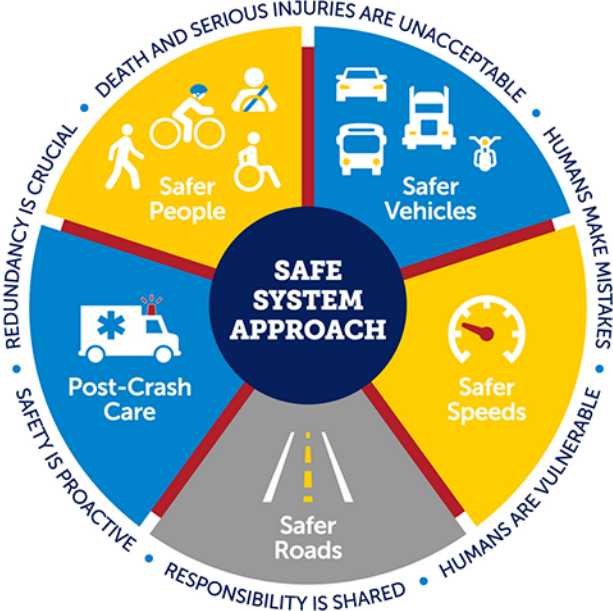 DEATH AND SERIOUS INJURIES ARE UNACCEPTABLE
HUMANS MAKE MISTAKES
HUMANS ARE VULNERABLE
RESPONSIBILITY IS SHARED
SAFETY IS PROACTIVE
REDUNDANCY IS CRUCIAL
Safer
People
Safer
Vehicles
SAFE
SYSTEM
APPROACH
Post-Crash
Care
Safer
Speeds
Safer
Roads